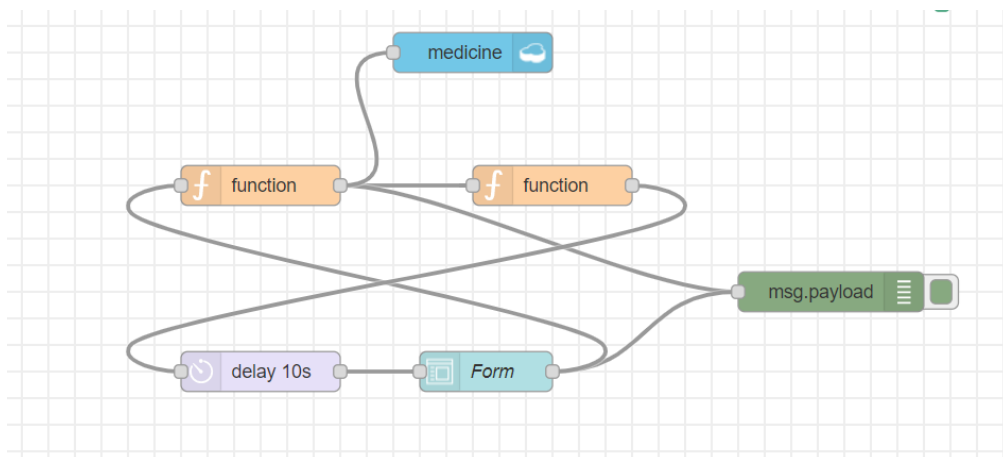 medicine
function
function
msg.payload
delay 10s
Form